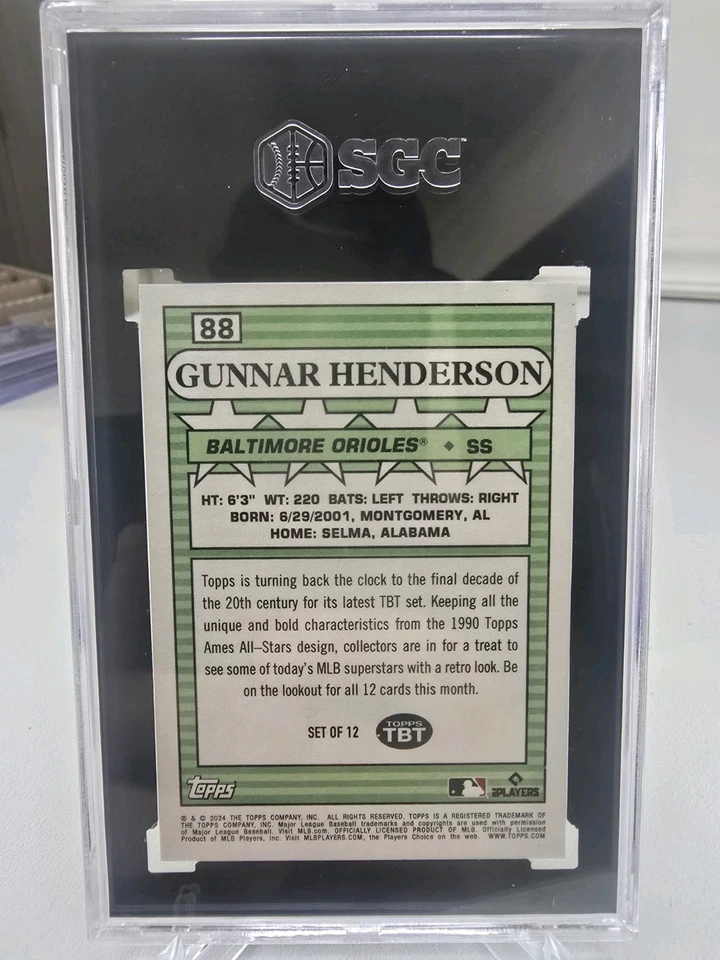 SGC
88
GUNNAR HENDERSON
BALTIMORE ORIOLES® ◆ SS
HT: 6'3" WT: 220 BATS: LEFT THROWS: RIGHT
BORN: 6/29/2001, MONTGOMERY, AL
HOME: SELMA, ALABAMA
Topps is turning back the clock to the final decade of
the 20th century for its latest TBT set. Keeping all the
unique and bold characteristics from the 1990 Topps
Ames All–Stars design, collectors are in for a treat to
see some of today's MLB superstars with a retro look. Be
on the lookout for all 12 cards this month.
SET OF 12 TOPPS
TBT
Topps
PLAYERS
® & © 2024 THE TOPPS COMPANY, INC. ALL RIGHTS RESERVED. TOPPS IS A REGISTERED TRADEMARK OF
THE TOPPS COMPANY, INC. Major League Baseball trademarks and copyrights are used with permission
of Major League Baseball. Visit MLB.com. OFFICIALLY LICENSED PRODUCT OF MLB. Officially Licensed
Product of MLB Players, Inc. Visit MLBPLAYERS.COM, the Players Choice on the web. WWW.TOPPS.COM